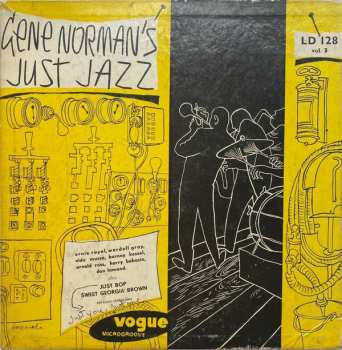 GENE NORMAN'S
JUST JAZZ
LD 128
vol. 3
ernie royal, wardell gray,
vido musso, barney kessel,
arnold ross, harry babasin,
don lamond.
JUST BOP
SWEET GEORGIA BROWN
vogue
MICROGROOVE